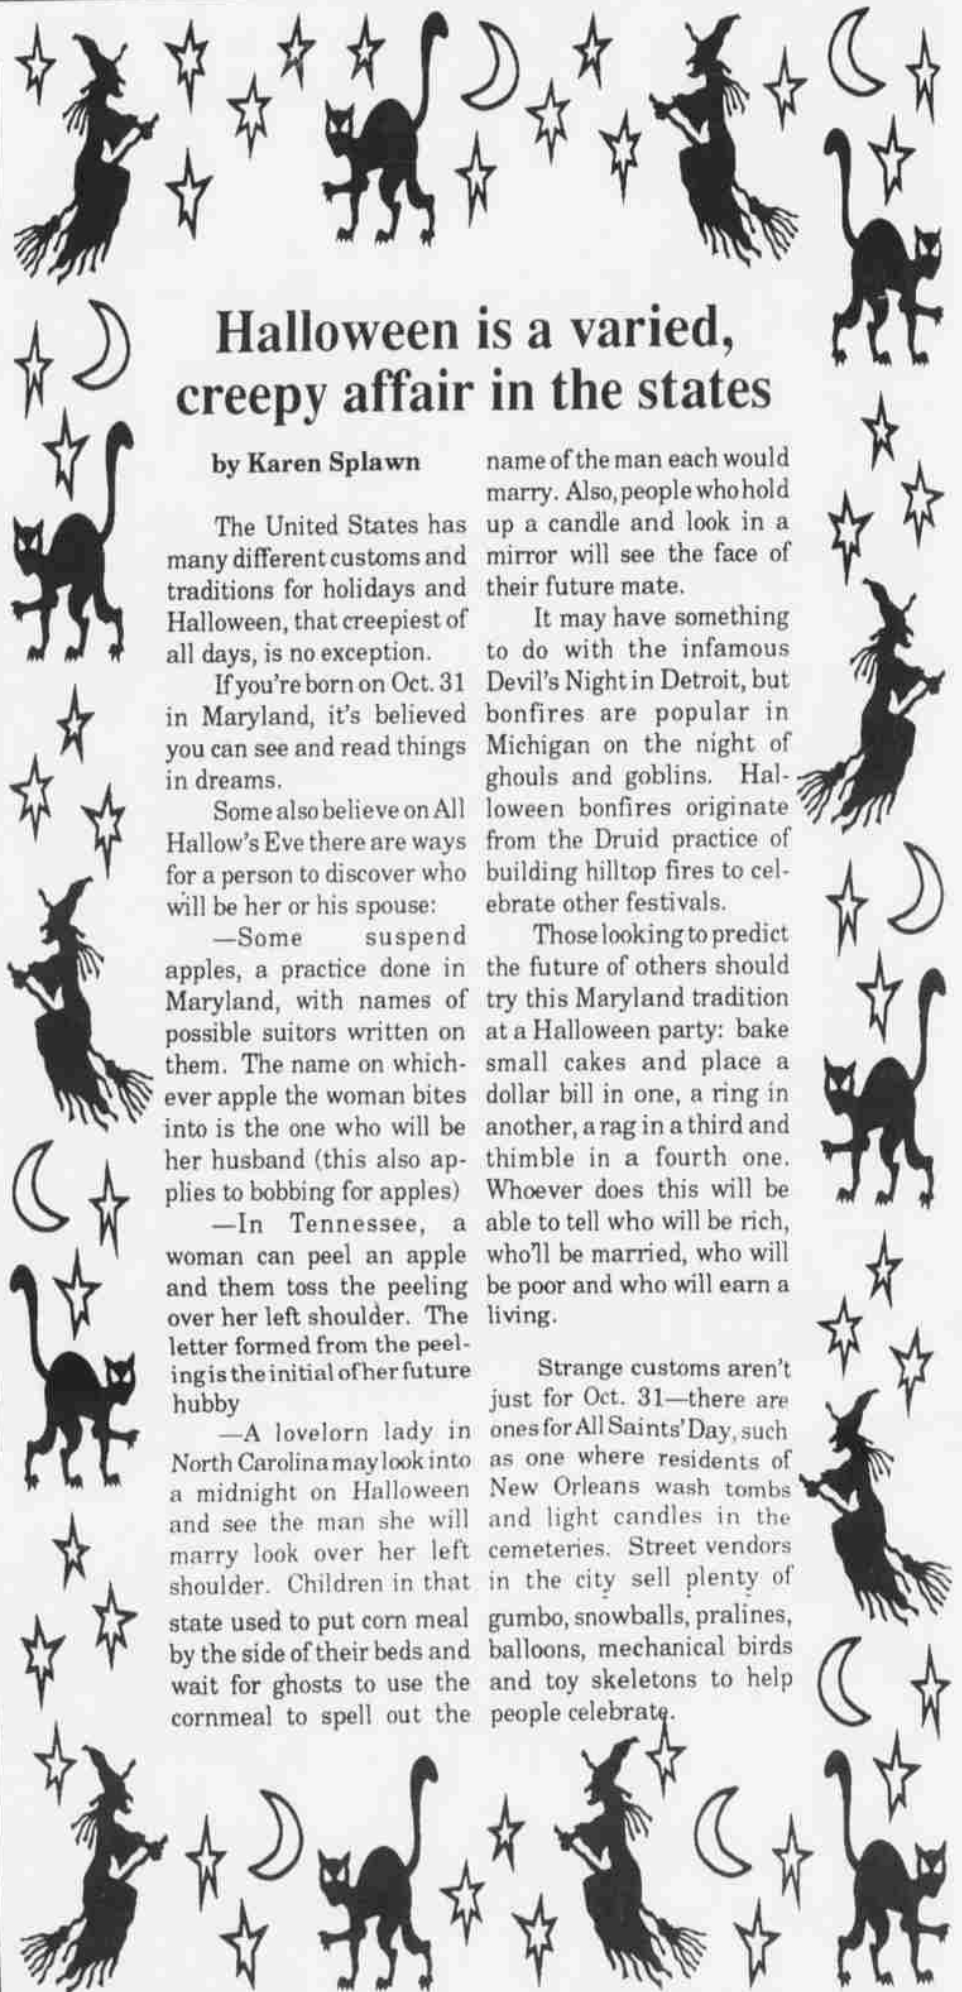 Halloween is a varied,
creepy affair in the states
by Karen Splawn
The United States has
many different customs and
traditions for holidays and
Halloween, that creepiest of
all days, is no exception.
If you're born on Oct. 31
in Maryland, it's believed
you can see and read things
in dreams.
Some also believe on All
Hallow's Eve there are ways
for a person to discover who
will be her or his spouse:
—Some suspend
apples, a practice done in
Maryland, with names of
possible suitors written on
them. The name on which-
ever apple the woman bites
into is the one who will be
her husband (this also ap-
plies to bobbing for apples)
—In Tennessee, a
woman can peel an apple
and them toss the peeling
over her left shoulder. The
letter formed from the peel-
ing is the initial of her future
hubby
—A lovelorn lady in
North Carolina may look into
a midnight on Halloween
and see the man she will
marry look over her left
shoulder. Children in that
state used to put corn meal
by the side of their beds and
wait for ghosts to use the
cornmeal to spell out the
name of the man each would
marry. Also, people who hold
up a candle and look in a
mirror will see the face of
their future mate.
It may have something
to do with the infamous
Devil's Night in Detroit, but
bonfires are popular in
Michigan on the night of
ghouls and goblins. Hal-
loween bonfires originate
from the Druid practice of
building hilltop fires to cel-
ebrate other festivals.
Those looking to predict
the future of others should
try this Maryland tradition
at a Halloween party: bake
small cakes and place a
dollar bill in one, a ring in
another, a rag in a third and
thimble in a fourth one.
Whoever does this will be
able to tell who will be rich,
who'll be married, who will
be poor and who will earn a
living.
Strange customs aren't
just for Oct. 31—there are
ones for All Saints' Day, such
as one where residents of
New Orleans wash tombs
and light candles in the
cemeteries. Street vendors
in the city sell plenty of
gumbo, snowballs, pralines,
balloons, mechanical birds
and toy skeletons to help
people celebrate.